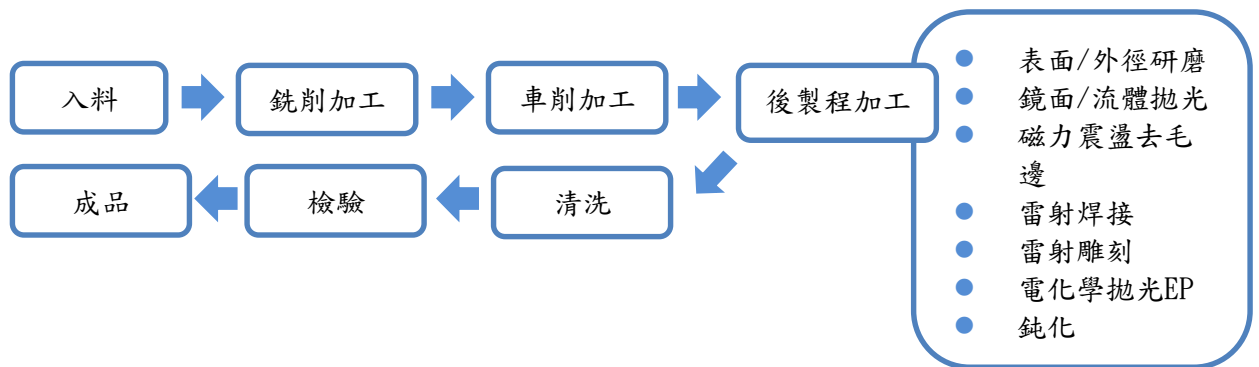 入料
銑削加工
車削加工
後製程加工
表面/外徑研磨
鏡面/流體拋光
磁力震盪去毛
邊
雷射焊接
雷射雕刻
電化學拋光EP
鈍化
清洗
檢驗
成品